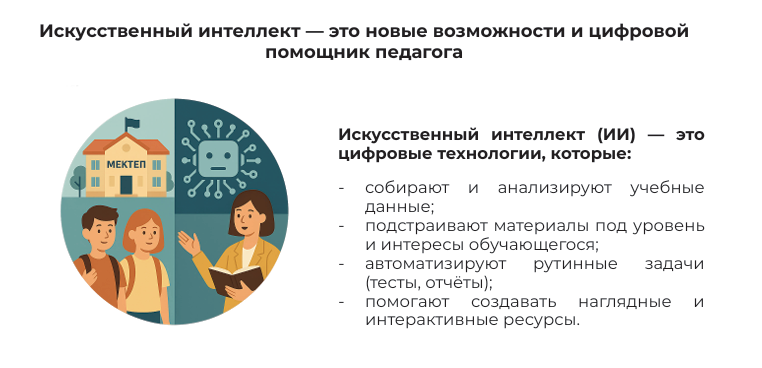 Искусственный интеллект — это новые возможности и цифровой
помощник педагога
МЕКТЕП
Искусственный интеллект (ИИ) — это
цифровые технологии, которые:
- собирают и анализируют учебные
данные;
- подстраивают материалы под уровень
и интересы обучающегося;
- автоматизируют рутинные задачи
(тесты, отчёты);
- помогают создавать наглядные и
интерактивные ресурсы.